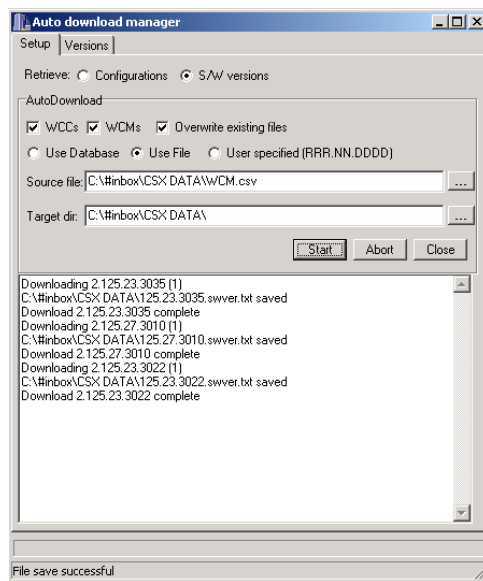 Auto download manager
Setup Versions
Retrieve: Configurations S/W versions
AutoDownload
WCCs WCMs Overwrite existing files
Use Database Use File User specified (RRR.NN.DDDD)
Source file: C:\#inbox\CSX DATA\WCM.csv ...
Target dir: C:\#inbox\CSX DATA\ ...
Start Abort Close
Downloading 2.125.23.3035 (1)
C:\#inbox\CSX DATA\125.23.3035.swver.txt saved
Download 2.125.23.3035 complete
Downloading 2.125.27.3010 (1)
C:\#inbox\CSX DATA\125.27.3010.swver.txt saved
Download 2.125.27.3010 complete
Downloading 2.125.23.3022 (1)
C:\#inbox\CSX DATA\125.23.3022.swver.txt saved
Download 2.125.23.3022 complete
File save successful